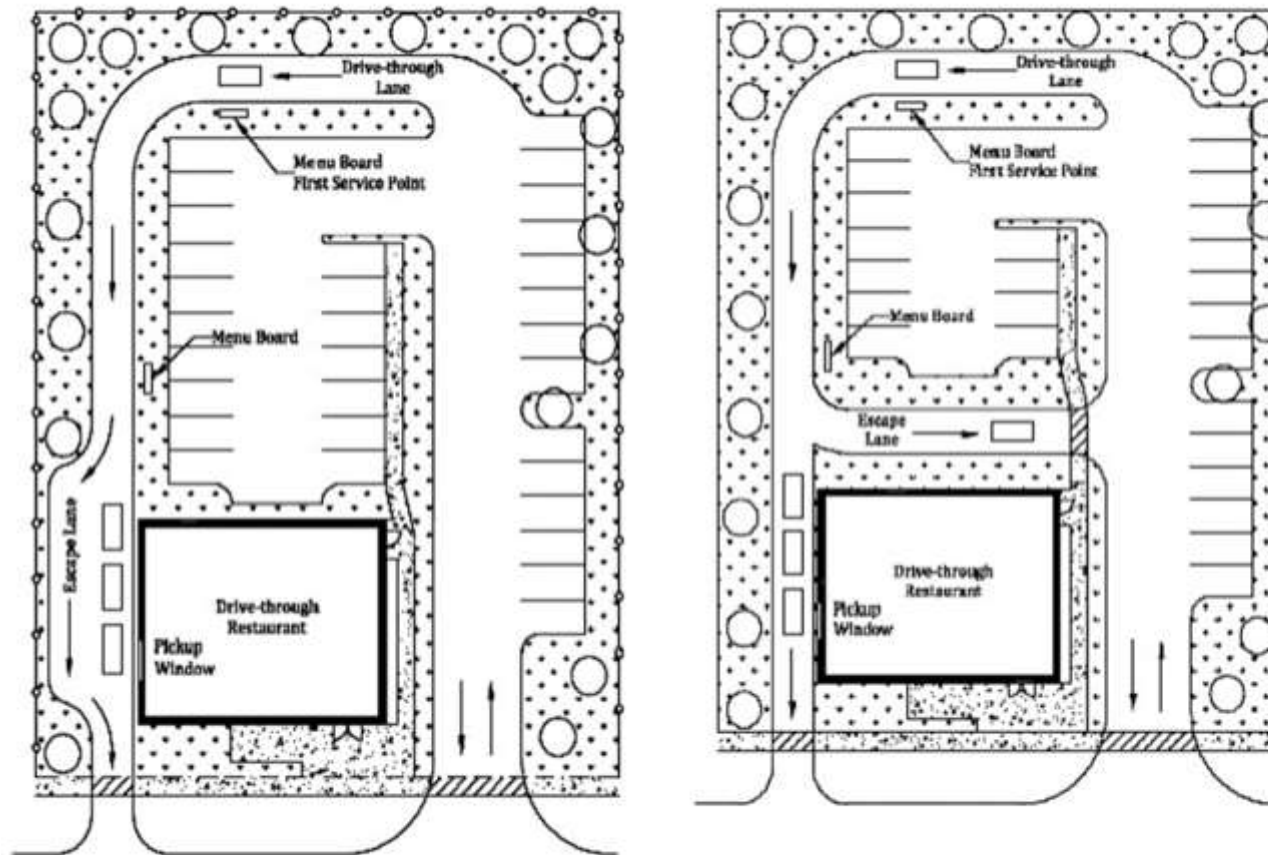 Drive-through
Lane
Menu Board
First Service Point
Menu Board
Escape Lane
Drive-through
Restaurant
Pickup
Window
Drive-through
Lane
Menu Board
First Service Point
Menu Board
Escape
Lane
Drive-through
Restaurant
Pickup
Window